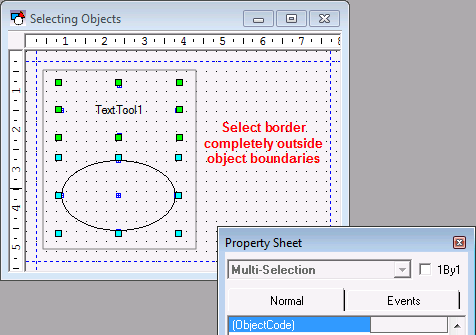 Selecting Objects
1 2 3 4 5 6 7 8
1
2
3
4
5
TextTool1
Select border
completely outside
object boundaries
Property Sheet
Multi-Selection
1By1
Normal Events
(ObjectCode)